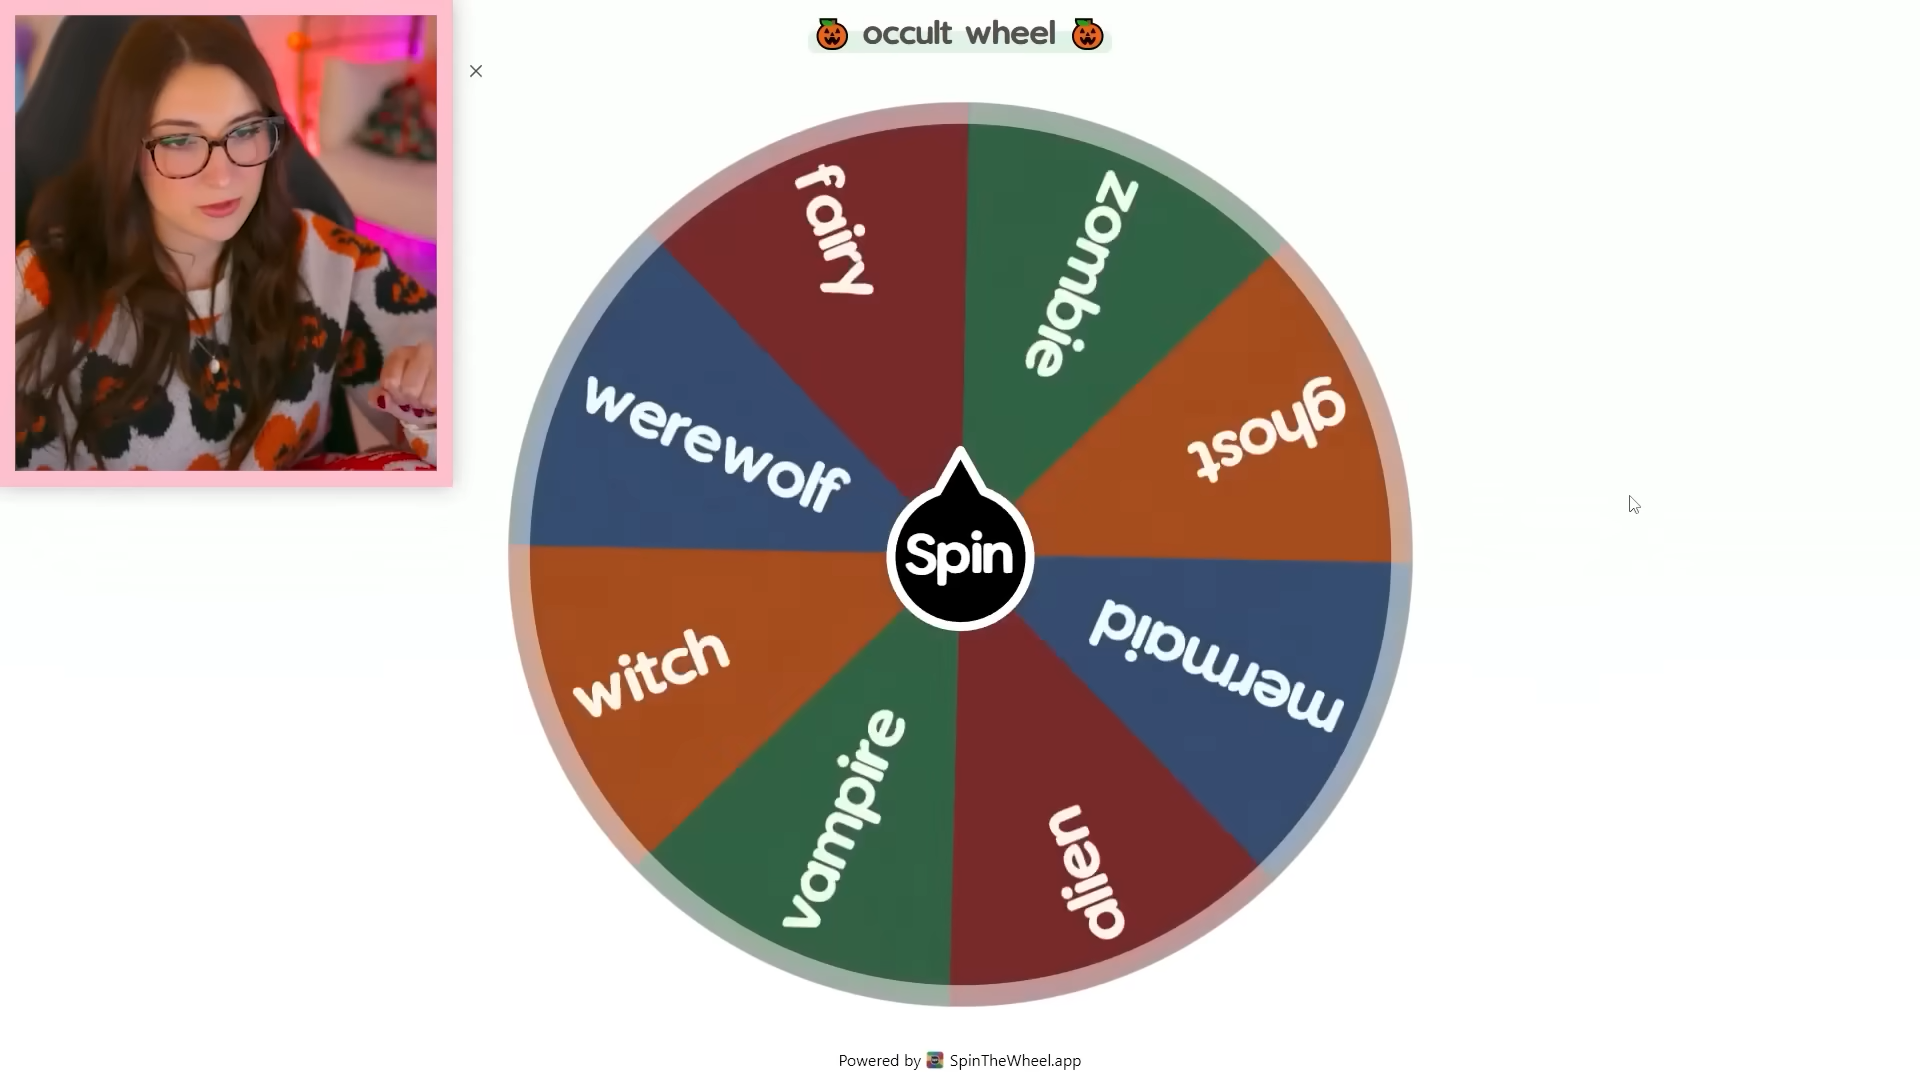 occult wheel
fairy
zombie
werewolf
ghost
Spin
witch
mermaid
vampire
alien
Powered by SpinTheWheel.app